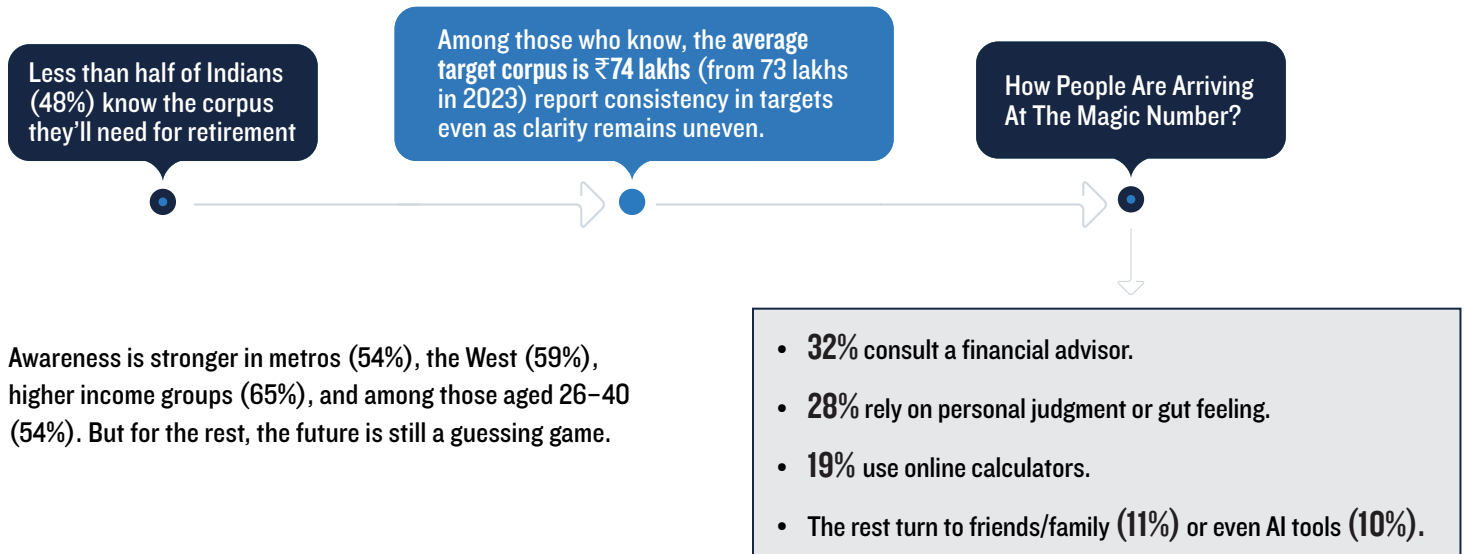 Less than half of Indians
(48%) know the corpus
they'll need for retirement
Among those who know, the average
target corpus is ₹74 lakhs (from 73 lakhs
in 2023) report consistency in targets
even as clarity remains uneven.
How People Are Arriving
At The Magic Number?
Awareness is stronger in metros (54%), the West (59%),
higher income groups (65%), and among those aged 26–40
(54%). But for the rest, the future is still a guessing game.
• 32% consult a financial advisor.
• 28% rely on personal judgment or gut feeling.
• 19% use online calculators.
• The rest turn to friends/family (11%) or even AI tools (10%).